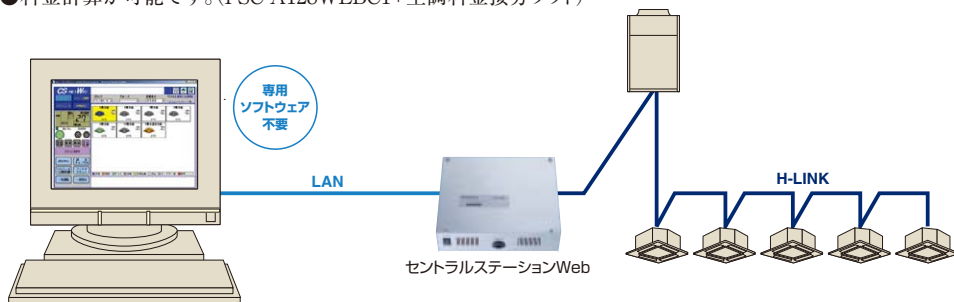 ●料金計算が可能です。(PSC-A128WEBC1+空調料金按分ソフト)
専用
ソフトウェア
不要
LAN
H-LINK
セントラルステーションWeb